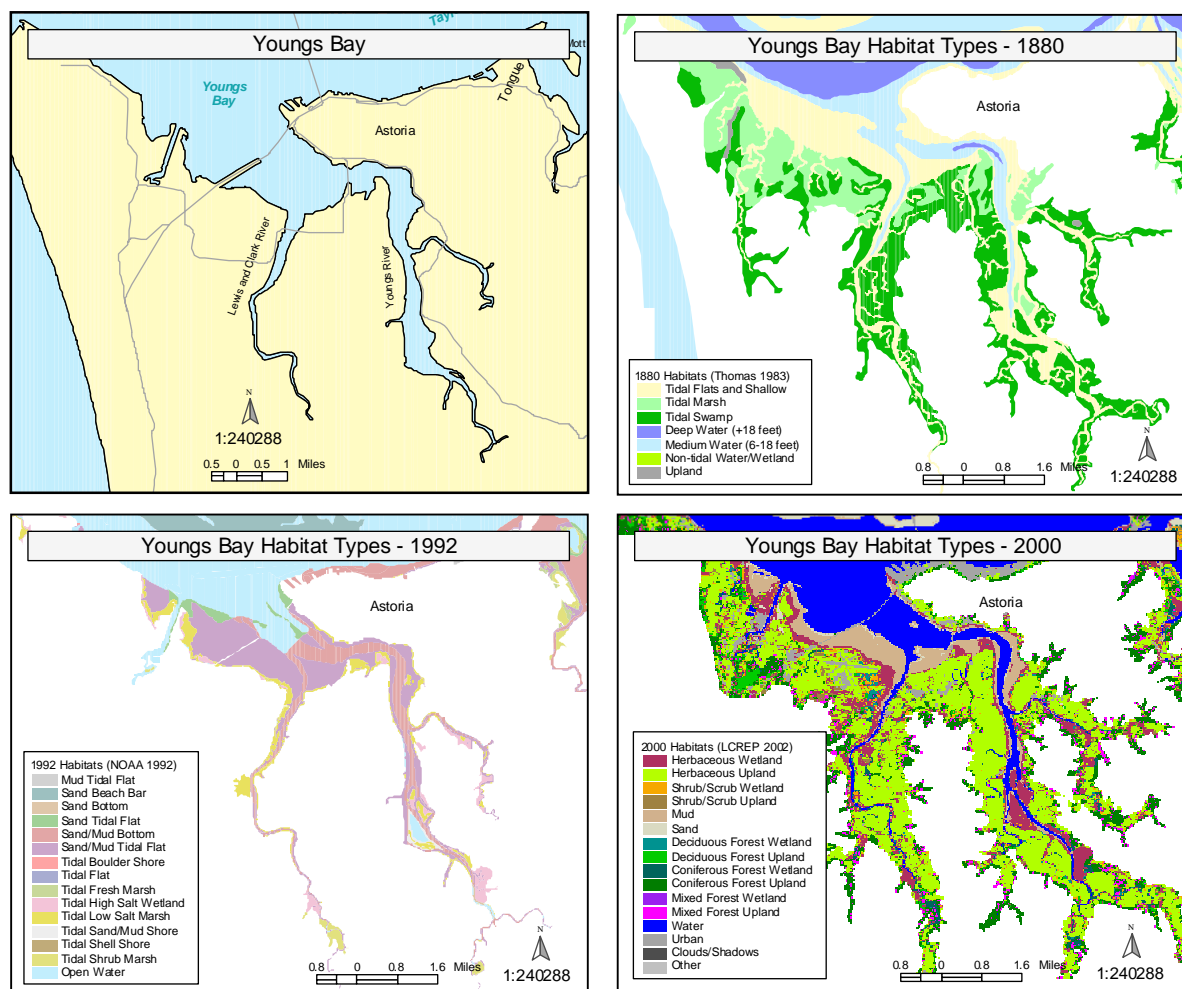 Youngs Bay
Tayl
Mott
Youngs
Bay
Tongue
Astoria
Lewis and Clark River
Youngs River
N
1:240288
0.5 0 0.5 1 Miles
Youngs Bay Habitat Types - 1880
Astoria
1880 Habitats (Thomas 1983)
Tidal Flats and Shallow
Tidal Marsh
Tidal Swamp
Deep Water (+18 feet)
Medium Water (6-18 feet)
Non-tidal Water/Wetland
Upland
N
0.8 0 0.8 1.6 Miles
1:240288
Youngs Bay Habitat Types - 1992
Astoria
1992 Habitats (NOAA 1992)
Mud Tidal Flat
Sand Beach Bar
Sand Bottom
Sand Tidal Flat
Sand/Mud Bottom
Sand/Mud Tidal Flat
Tidal Boulder Shore
Tidal Flat
Tidal Fresh Marsh
Tidal High Salt Wetland
Tidal Low Salt Marsh
Tidal Sand/Mud Shore
Tidal Shell Shore
Tidal Shrub Marsh
Open Water
N
0.8 0 0.8 1.6 Miles
1:240288
Youngs Bay Habitat Types - 2000
Astoria
2000 Habitats (LCREP 2002)
Herbaceous Wetland
Herbaceous Upland
Shrub/Scrub Wetland
Shrub/Scrub Upland
Mud
Sand
Deciduous Forest Wetland
Deciduous Forest Upland
Coniferous Forest Wetland
Coniferous Forest Upland
Mixed Forest Wetland
Mixed Forest Upland
Water
Urban
Clouds/Shadows
Other
N
0.8 0 0.8 1.6 Miles
1:240288